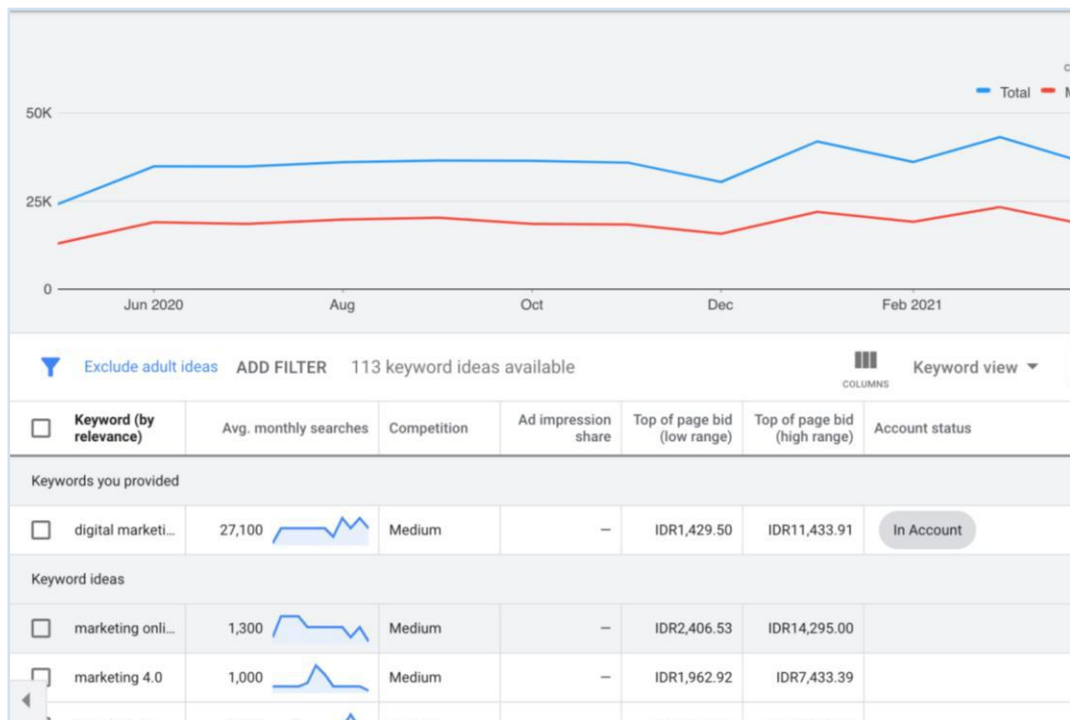 Total
50K
25K
0
Jun 2020 Aug Oct Dec Feb 2021
Exclude adult ideas ADD FILTER 113 keyword ideas available
COLUMNS
Keyword view
Keyword (by relevance) Avg. monthly searches Competition Ad impression share Top of page bid (low range) Top of page bid (high range) Account status
Keywords you provided
digital marketi... 27,100 Medium – IDR1,429.50 IDR11,433.91 In Account
Keyword ideas
marketing onli... 1,300 Medium – IDR2,406.53 IDR14,295.00
marketing 4.0 1,000 Medium – IDR1,962.92 IDR7,433.39